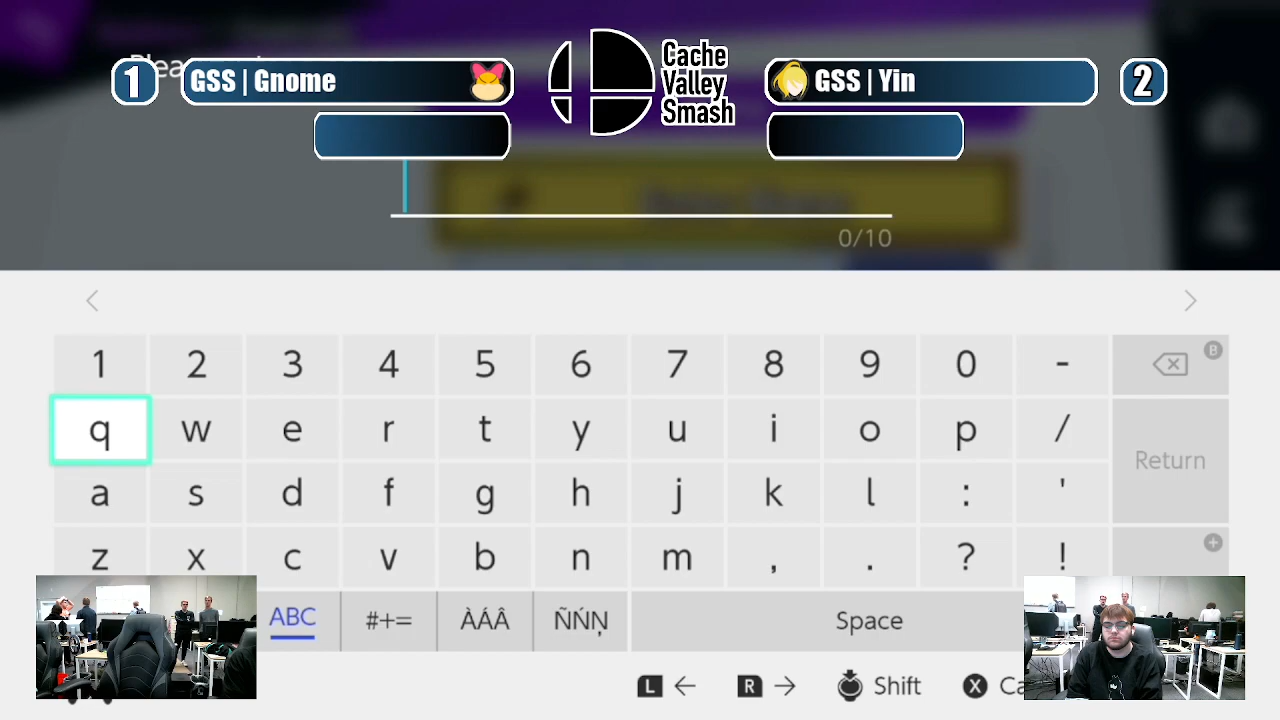 1 GSS | Gnome
Cache
Valley
Smash
GSS | Yin 2
0/10
1 2 3 4 5 6 7 8 9 0 -
q w e r t y u i o p /
Return
a s d f g h j k l : '
z x c v b n m , . ? !
ABC #+= ÀÁÂ ÑŃŅ Space
L ← R → Shift X